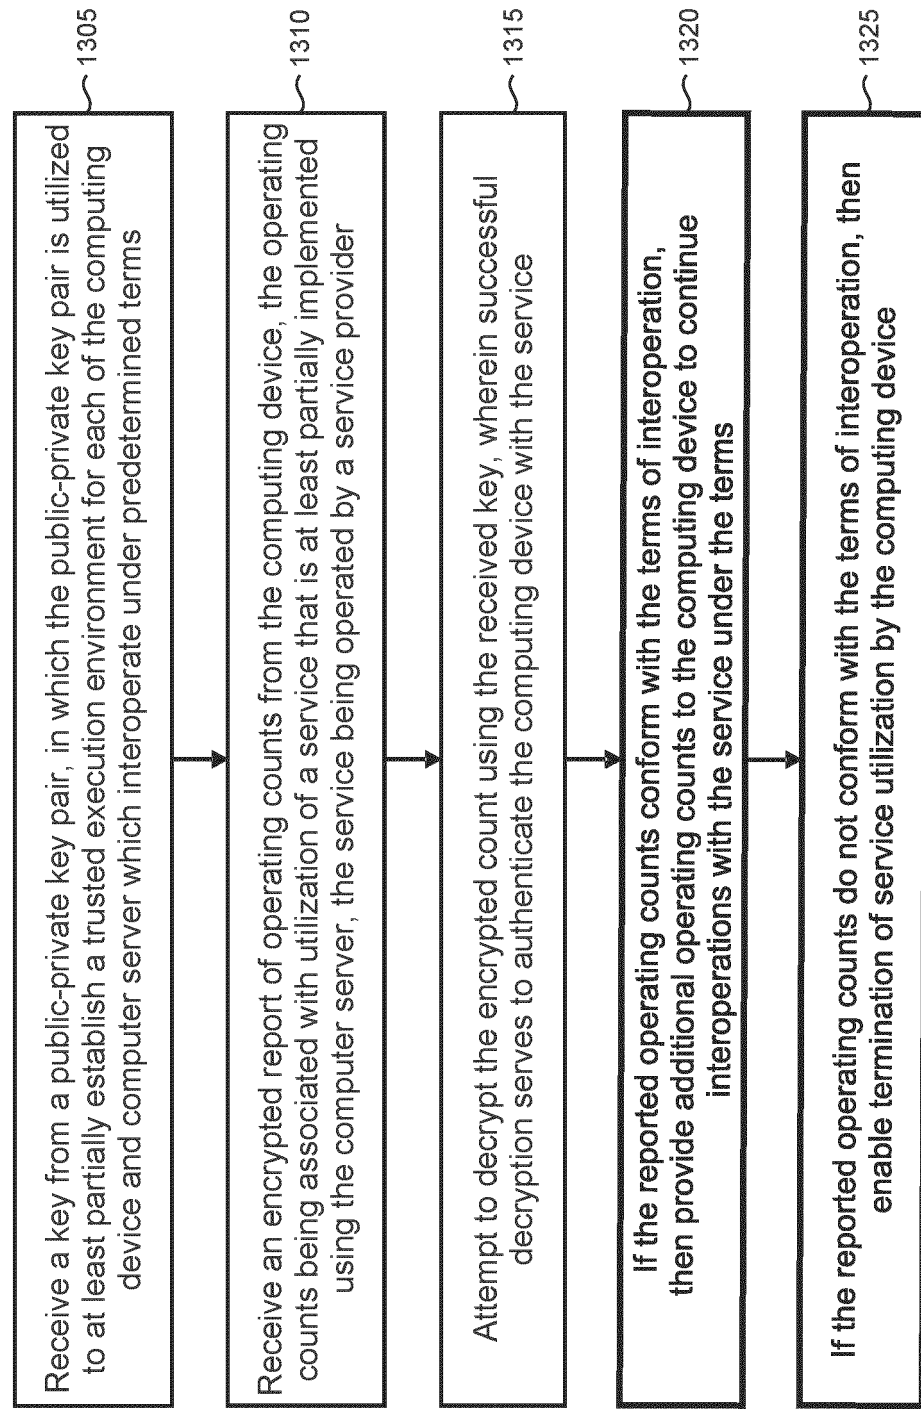 Receive a key from a public-private key pair, in which the public-private key pair is utilized
to at least partially establish a trusted execution environment for each of the computing
device and computer server which interoperate under predetermined terms
1305
Receive an encrypted report of operating counts from the computing device, the operating
counts being associated with utilization of a service that is at least partially implemented
using the computer server, the service being operated by a service provider
1310
Attempt to decrypt the encrypted count using the received key, wherein successful
decryption serves to authenticate the computing device with the service
1315
If the reported operating counts conform with the terms of interoperation,
then provide additional operating counts to the computing device to continue
interoperations with the service under the terms
1320
If the reported operating counts do not conform with the terms of interoperation, then
enable termination of service utilization by the computing device
1325